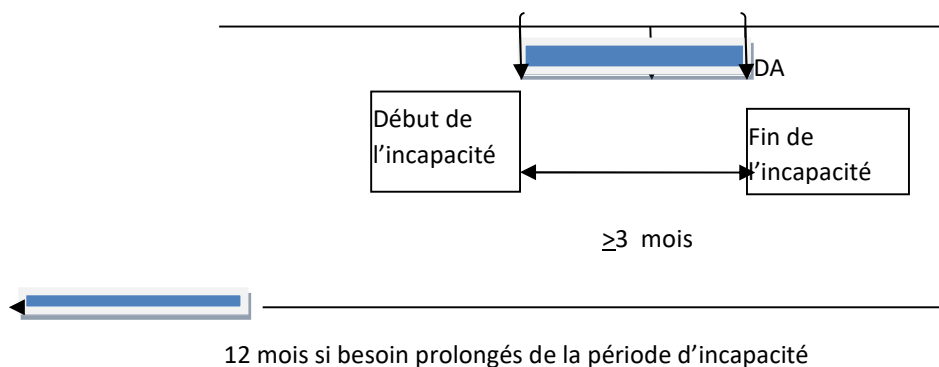 DA
Début de
l’incapacité
Fin de
l’incapacité
≥3 mois
12 mois si besoin prolongés de la période d’incapacité